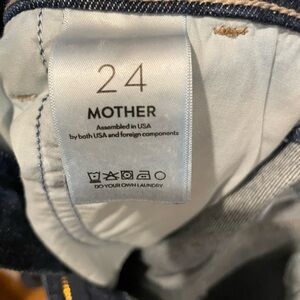 24
MOTHER
Assembled in USA
by both USA and foreign components
DO YOUR OWN LAUNDRY